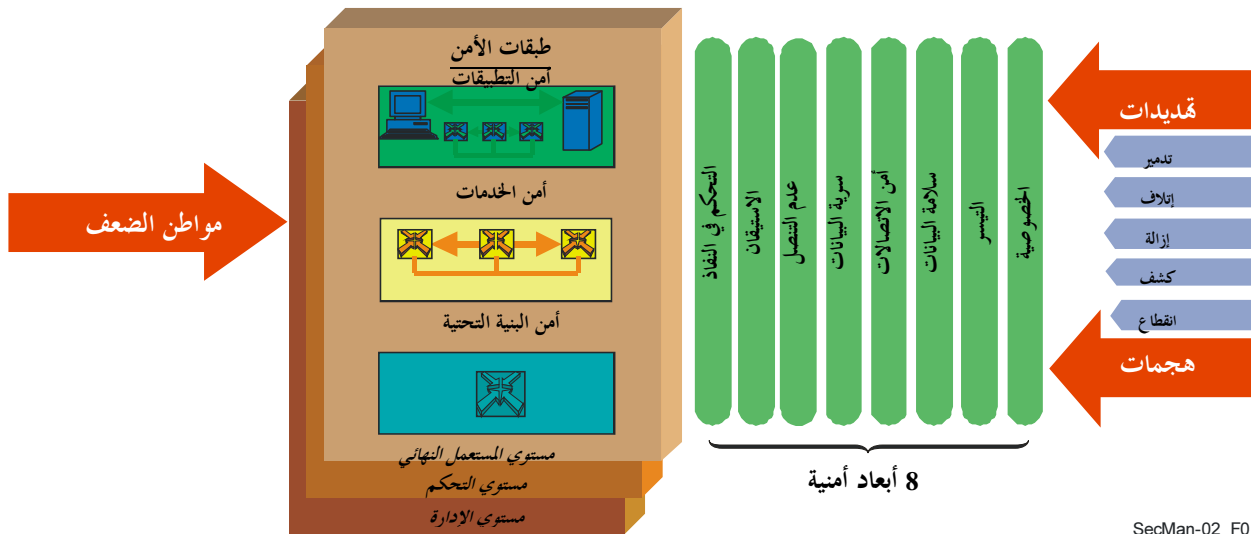 طبقات الأمن
أمن التطبيقات
أمن الخدمات
أمن البنية التحتية
مستوي المستعمل النهائي
مستوي التحكم
مستوي الإدارة
مواطن الضعف
التحكم في النفاذ
الاستيقان
عدم التنصل
سرية البيانات
أمن الاتصالات
سلامة البيانات
التيسر
الخصوصية
8 أبعاد أمنية
تهديدات
تدمير
إتلاف
إزالة
كشف
انقطاع
هجمات
SecMan-02_F0